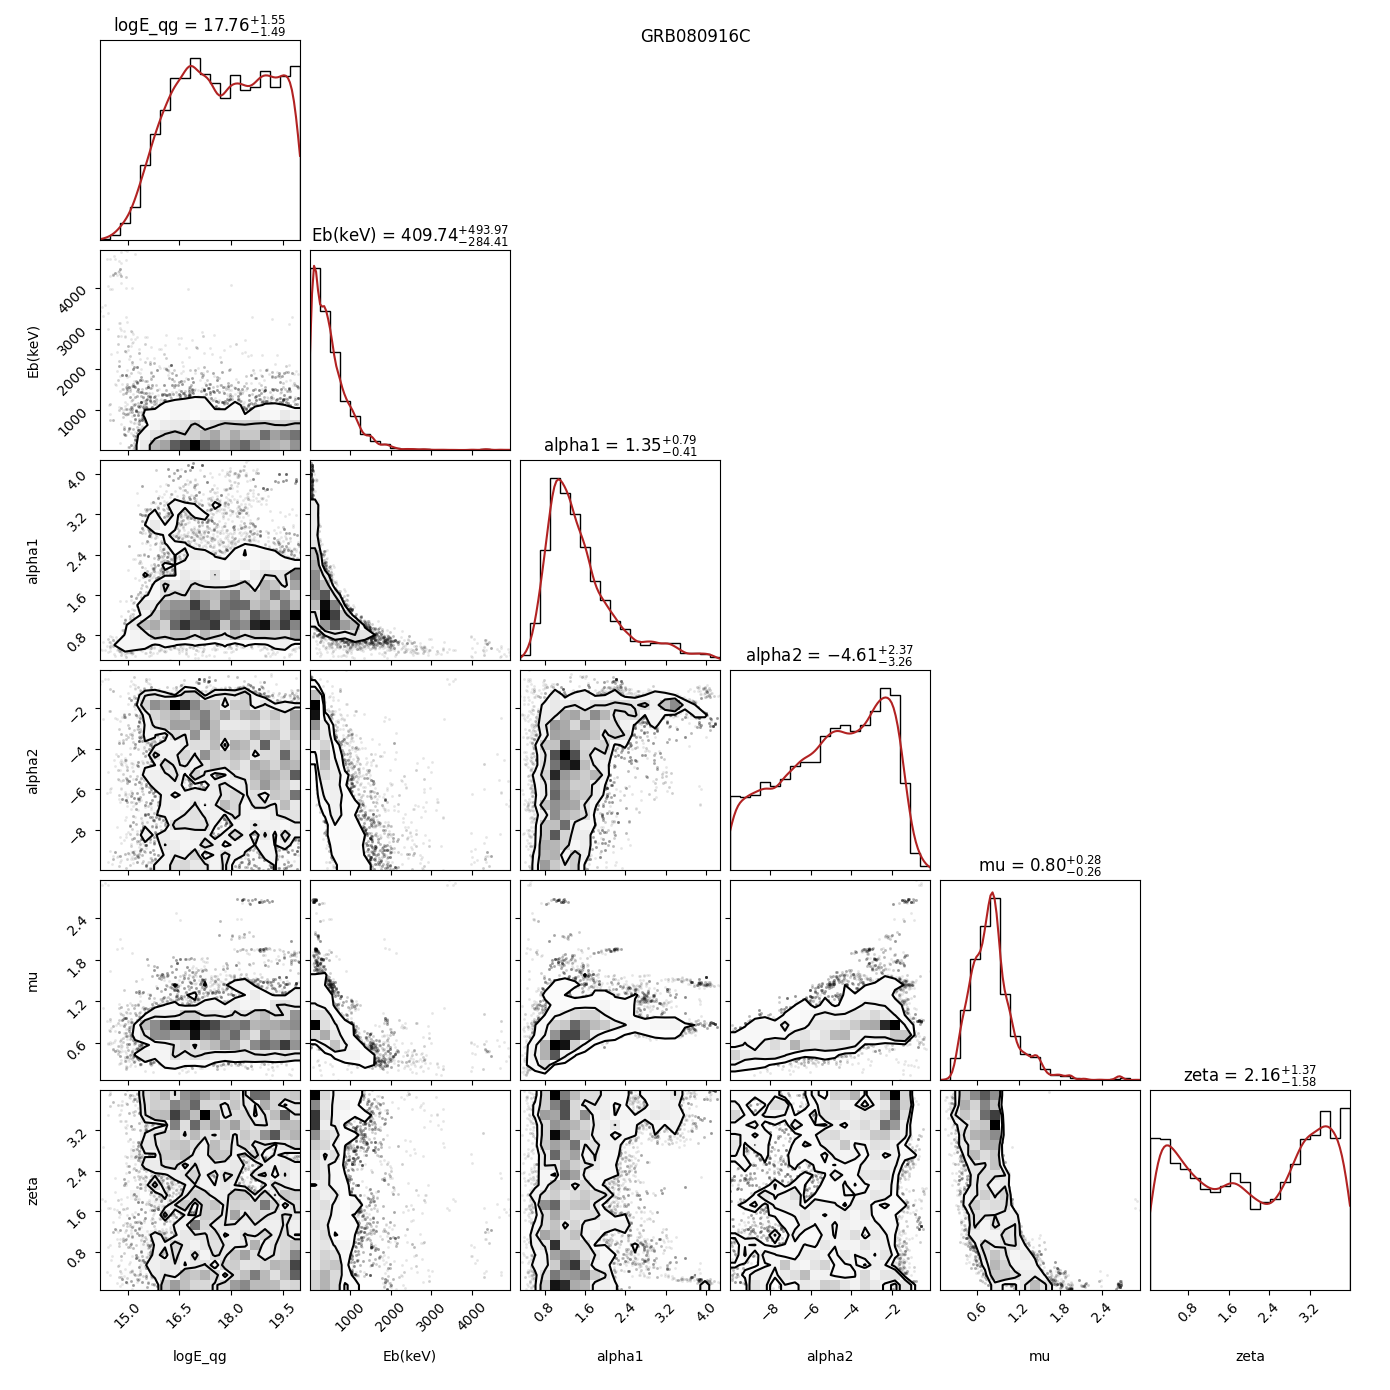 GRB080916C
logE_qg = 17.76+1.55−1.49
Eb(keV) = 409.74+493.97−284.41
Eb(keV)
4000
3000
2000
1000
alpha1 = 1.35+0.79−0.41
alpha1
4.0
3.2
2.4
1.6
0.8
alpha2 = −4.61+2.37−3.26
alpha2
−2
−4
−6
−8
mu = 0.80+0.28−0.26
mu
2.4
1.8
1.2
0.6
zeta = 2.16+1.37−1.58
zeta
3.2
2.4
1.6
0.8
15.0 16.5 18.0 19.5 1000 2000 3000 4000 0.8 1.6 2.4 3.2 4.0 −8 −6 −4 −2 0.6 1.2 1.8 2.4 0.8 1.6 2.4 3.2
logE_qg Eb(keV) alpha1 alpha2 mu zeta